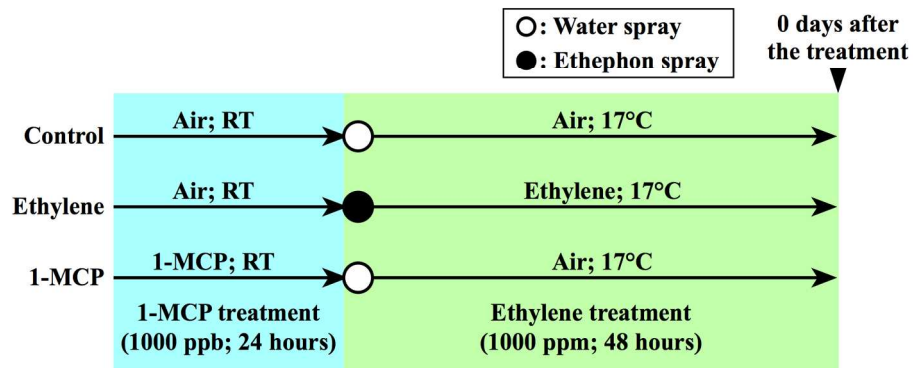 ○: Water spray
●: Ethephon spray
0 days after
the treatment
Control
Air; RT
Air; 17°C
Ethylene
Air; RT
Ethylene; 17°C
1-MCP
1-MCP; RT
Air; 17°C
1-MCP treatment
(1000 ppb; 24 hours)
Ethylene treatment
(1000 ppm; 48 hours)